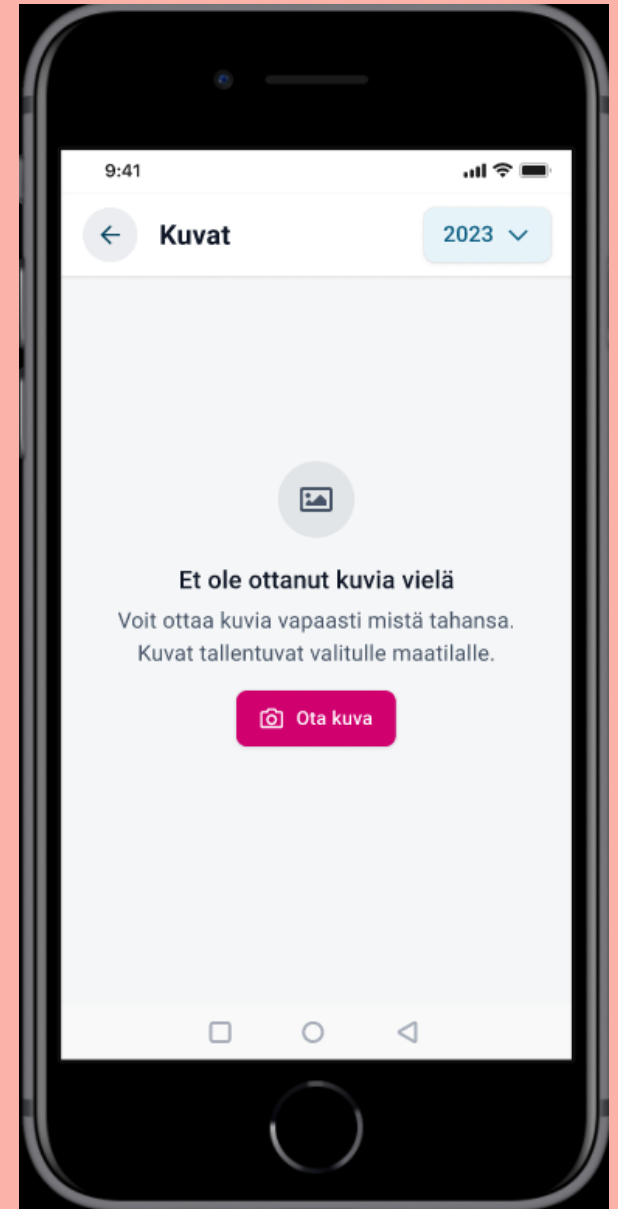 9:41
Kuvat
2023
Et ole ottanut kuvia vielä
Voit ottaa kuvia vapaasti mistä tahansa.
Kuvat tallentuvat valitulle maatilalle.
Ota kuva